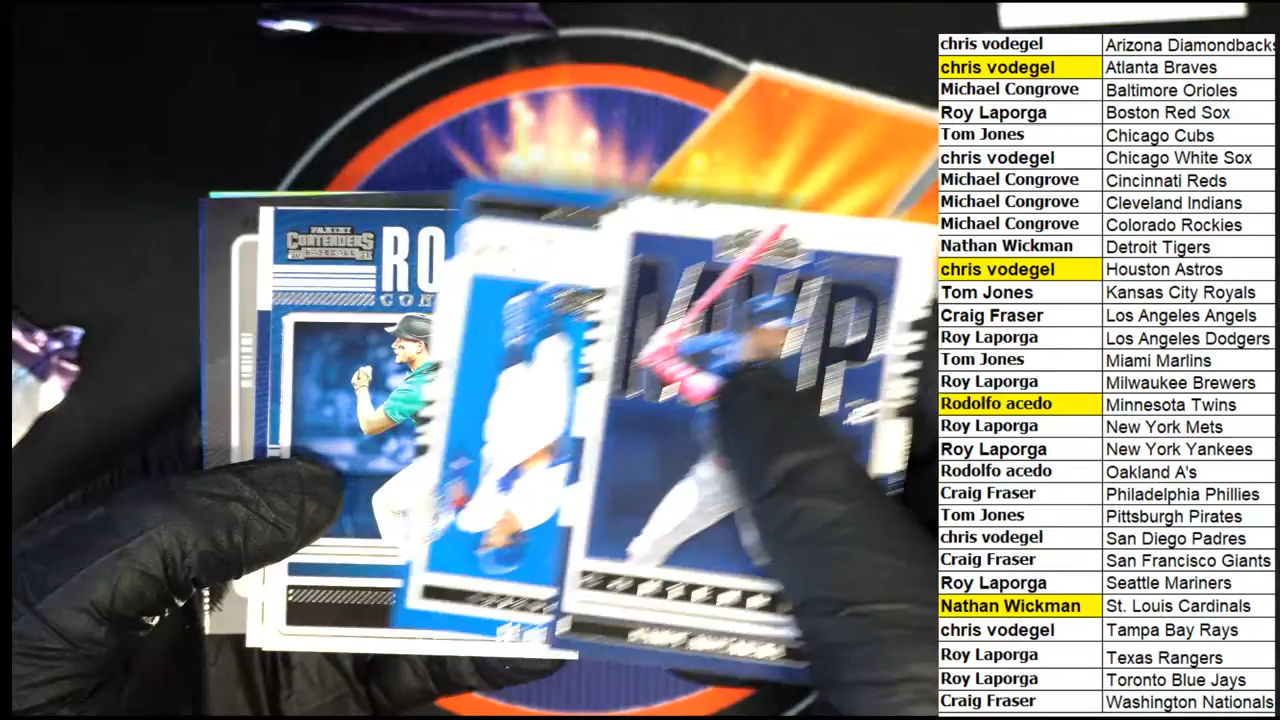 PANINI
CONTENDERS
BASEBALL
RO
CON
MVP
chris vodegel Arizona Diamondbacks
chris vodegel Atlanta Braves
Michael Congrove Baltimore Orioles
Roy Laporga Boston Red Sox
Tom Jones Chicago Cubs
chris vodegel Chicago White Sox
Michael Congrove Cincinnati Reds
Michael Congrove Cleveland Indians
Michael Congrove Colorado Rockies
Nathan Wickman Detroit Tigers
chris vodegel Houston Astros
Tom Jones Kansas City Royals
Craig Fraser Los Angeles Angels
Roy Laporga Los Angeles Dodgers
Tom Jones Miami Marlins
Roy Laporga Milwaukee Brewers
Rodolfo acedo Minnesota Twins
Roy Laporga New York Mets
Roy Laporga New York Yankees
Rodolfo acedo Oakland A's
Craig Fraser Philadelphia Phillies
Tom Jones Pittsburgh Pirates
chris vodegel San Diego Padres
Craig Fraser San Francisco Giants
Roy Laporga Seattle Mariners
Nathan Wickman St. Louis Cardinals
chris vodegel Tampa Bay Rays
Roy Laporga Texas Rangers
Roy Laporga Toronto Blue Jays
Craig Fraser Washington Nationals